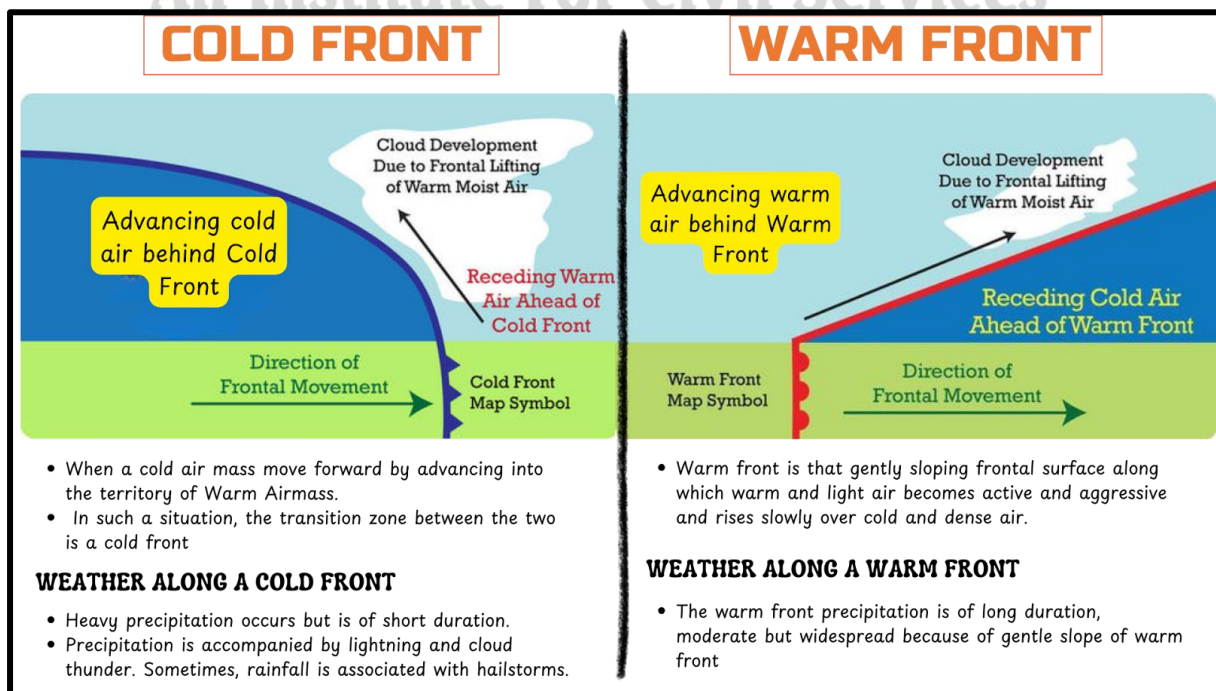 Air Institute For Civil Services
COLD FRONT
Cloud Development
Due to Frontal Lifting
of Warm Moist Air
Advancing cold
air behind Cold
Front
Receding Warm
Air Ahead of
Cold Front
Direction of
Frontal Movement
Cold Front
Map Symbol
• When a cold air mass move forward by advancing into
the territory of Warm Airmass.
• In such a situation, the transition zone between the two
is a cold front
WEATHER ALONG A COLD FRONT
• Heavy precipitation occurs but is of short duration.
• Precipitation is accompanied by lightning and cloud
thunder. Sometimes, rainfall is associated with hailstorms.
WARM FRONT
Cloud Development
Due to Frontal Lifting
of Warm Moist Air
Advancing warm
air behind Warm
Front
Receding Cold Air
Ahead of Warm Front
Warm Front
Map Symbol
Direction of
Frontal Movement
• Warm front is that gently sloping frontal surface along
which warm and light air becomes active and aggressive
and rises slowly over cold and dense air.
WEATHER ALONG A WARM FRONT
• The warm front precipitation is of long duration,
moderate but widespread because of gentle slope of warm
front